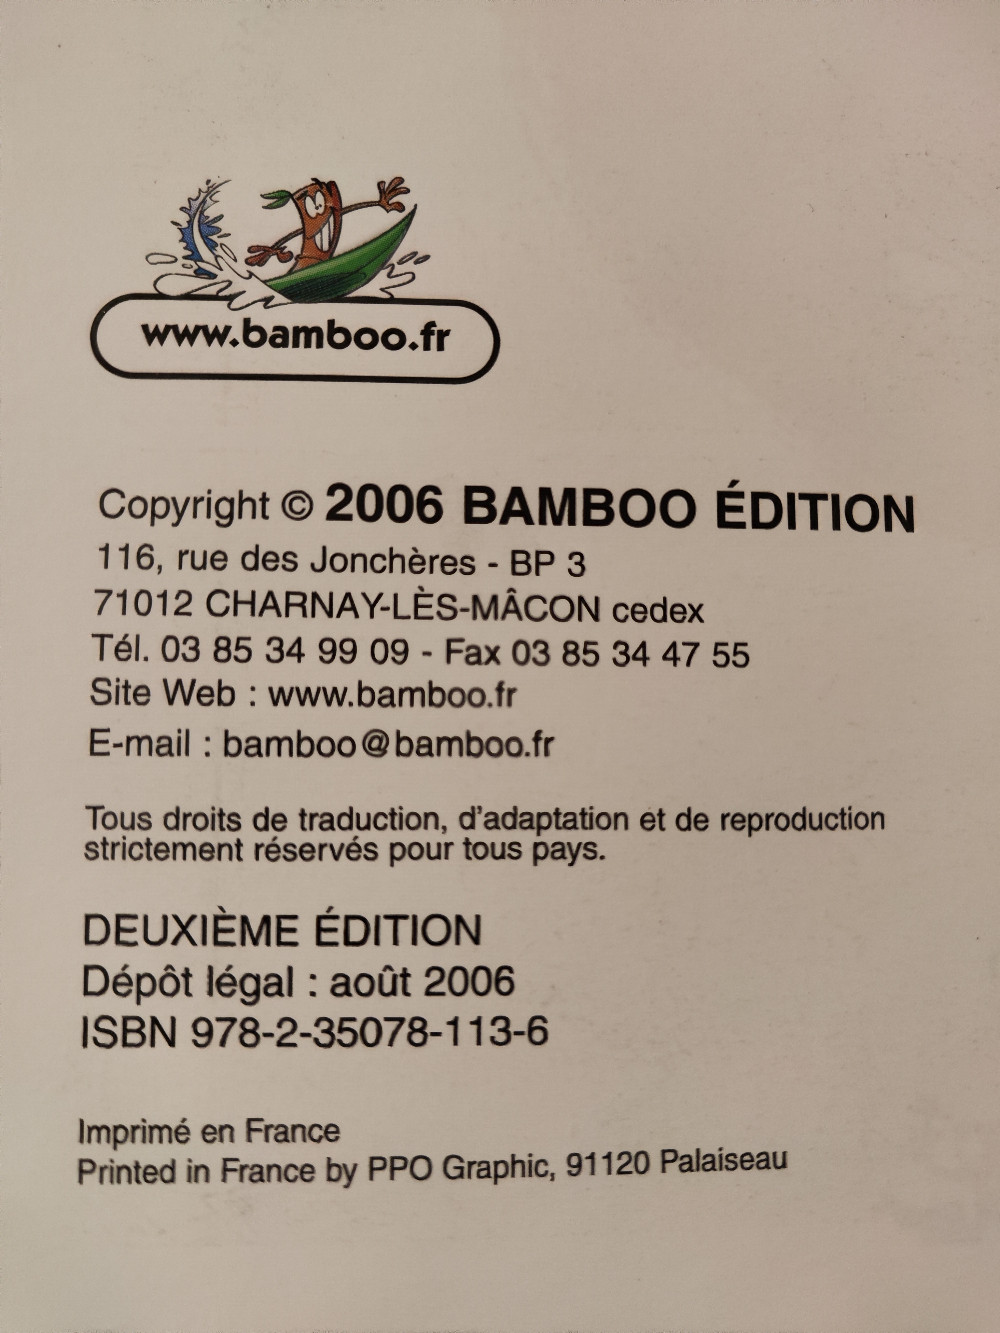 www.bamboo.fr
Copyright © 2006 BAMBOO ÉDITION
116, rue des Jonchères - BP 3
71012 CHARNAY-LÈS-MÂCON cedex
Tél. 03 85 34 99 09 - Fax 03 85 34 47 55
Site Web : www.bamboo.fr
E-mail : bamboo@bamboo.fr
Tous droits de traduction, d'adaptation et de reproduction
strictement réservés pour tous pays.
DEUXIÈME ÉDITION
Dépôt légal : août 2006
ISBN 978-2-35078-113-6
Imprimé en France
Printed in France by PPO Graphic, 91120 Palaiseau